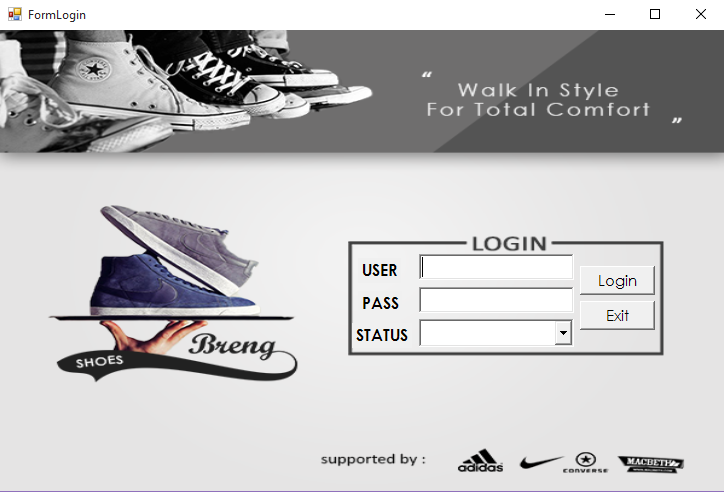 FormLogin
“ Walk In Style
For Total Comfort ”
LOGIN
USER
Login
PASS
Exit
STATUS
Breng
SHOES
supported by :
adidas
CONVERSE
MACBETH